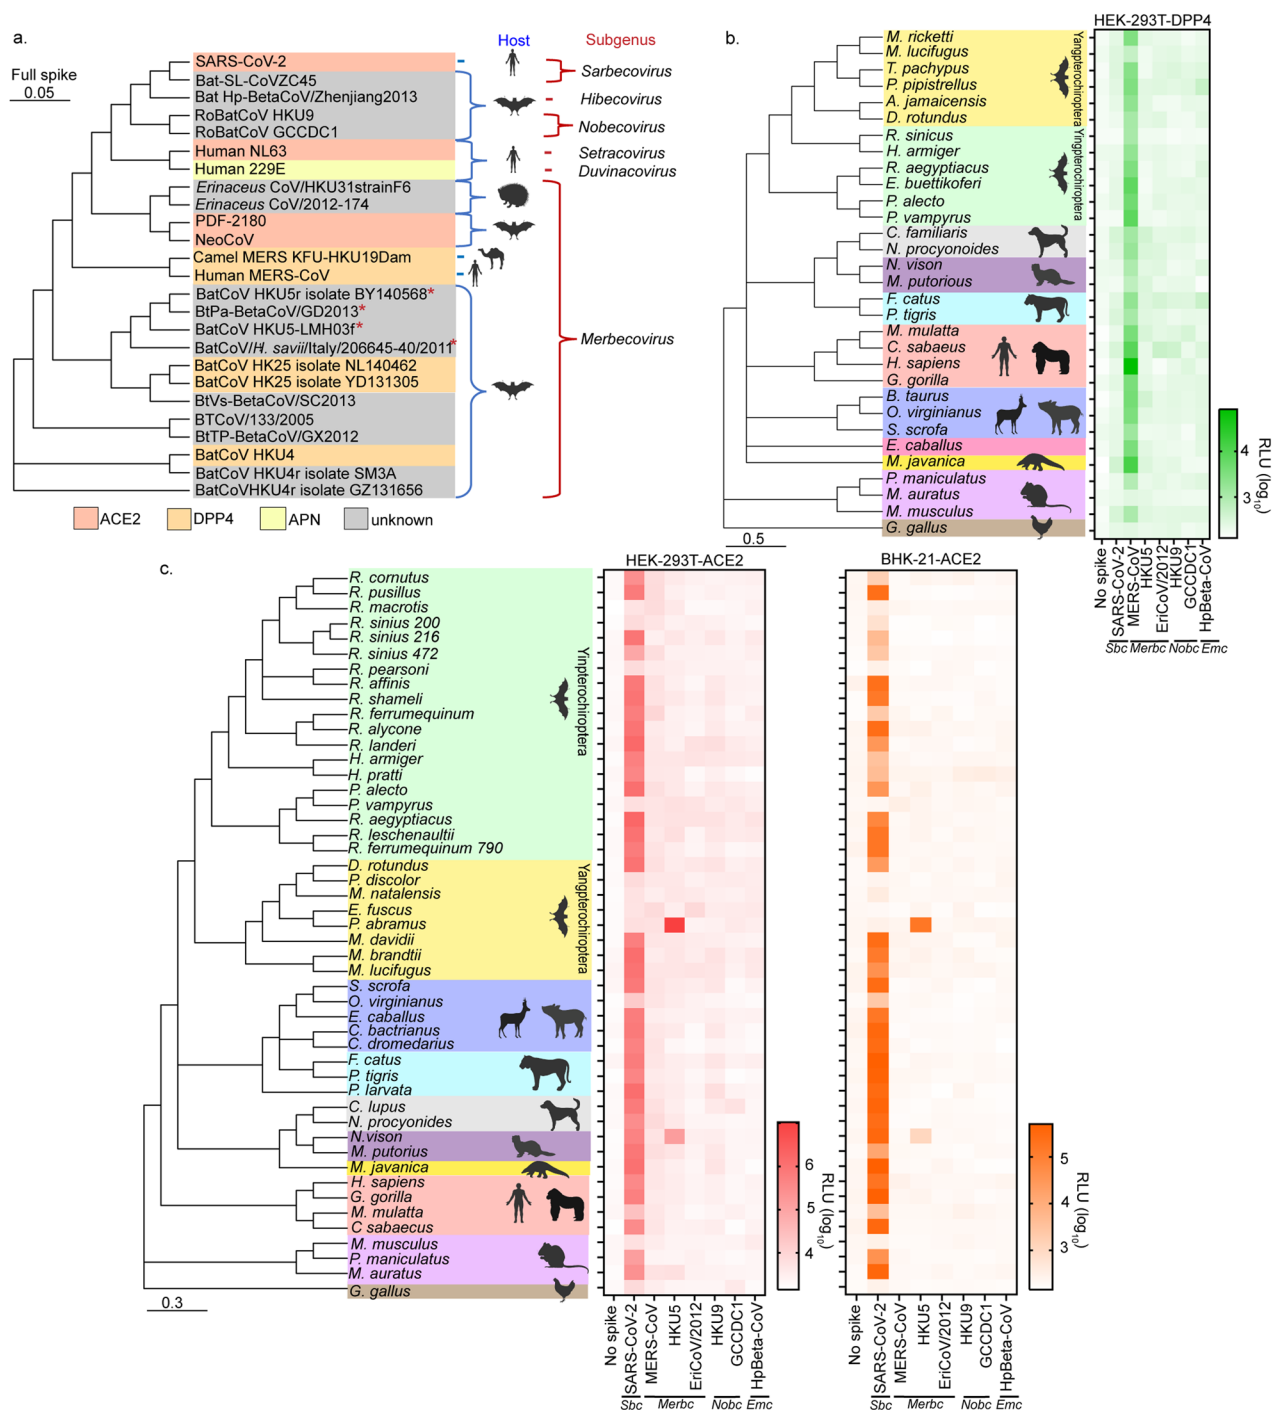 a.
Host
Subgenus
Full spike
0.05
SARS-CoV-2
Bat-SL-CoVZC45
Bat Hp-BetaCoV/Zhenjiang2013
RoBatCoV HKU9
RoBatCoV GCCDC1
Human NL63
Human 229E
Erinaceus CoV/HKU31strainF6
Erinaceus CoV/2012-174
PDF-2180
NeoCoV
Camel MERS KFU-HKU19Dam
Human MERS-CoV
BatCoV HKU5r isolate BY140568*
BtPa-BetaCoV/GD2013*
BatCoV HKU5-LMH03f*
BatCoV/H. savii/Italy/206645-40/2011*
BatCoV HK25 isolate NL140462
BatCoV HK25 isolate YD131305
BtVs-BetaCoV/SC2013
BTCoV/133/2005
BtTP-BetaCoV/GX2012
BatCoV HKU4
BatCoV HKU4r isolate SM3A
BatCoVHKU4r isolate GZ131656
Sarbecovirus
Hibecovirus
Nobecovirus
Setracovirus
Duvinacovirus
Merbecovirus
ACE2
DPP4
APN
unknown
b.
HEK-293T-DPP4
M. ricketti
M. lucifugus
T. pachypus
P. pipistrellus
A. jamaicensis
D. rotundus
R. sinicus
H. armiger
R. aegyptiacus
E. buettikoferi
P. alecto
P. vampyrus
C. familiaris
N. procyonoides
N. vison
M. putorious
F. catus
P. tigris
M. mulatta
C. sabaeus
H. sapiens
G. gorilla
B. taurus
O. virginianus
S. scrofa
E. caballus
M. javanica
P. maniculatus
M. auratus
M. musculus
G. gallus
Yangpterochiroptera
Yingpterochiroptera
0.5
4
3
RLU (log10)
No spike
SARS-CoV-2
MERS-CoV
HKU5
EriCoV/2012
HKU9
GCCDC1
HpBeta-CoV
Sbc Merbc Nobc Emc
c.
HEK-293T-ACE2
BHK-21-ACE2
R. cornutus
R. pusillus
R. macrotis
R. sinius 200
R. sinius 216
R. sinius 472
R. pearsoni
R. affinis
R. shameli
R. ferrumequinum
R. alycone
R. landeri
H. armiger
H. pratti
P. alecto
P. vampyrus
R. aegyptiacus
R. leschenaultii
R. ferrumequinum 790
D. rotundus
P. discolor
M. natalensis
E. fuscus
P. abramus
M. davidii
M. brandtii
M. lucifugus
S. scrofa
O. virginianus
E. caballus
C. bactrianus
C. dromedarius
F. catus
P. tigris
P. larvata
C. lupus
N. procyonides
N.vison
M. putorius
M. javanica
H. sapiens
G. gorilla
M. mulatta
C sabaecus
M. musculus
P. maniculatus
M. auratus
G. gallus
Yinpterochiroptera
Yangpterochiroptera
0.3
6
5
4
RLU (log10)
5
4
3
RLU (log10)
No spike
SARS-CoV-2
MERS-CoV
HKU5
EriCoV/2012
HKU9
GCCDC1
HpBeta-CoV
Sbc Merbc Nobc Emc
No spike
SARS-CoV-2
MERS-CoV
HKU5
EriCoV/2012
HKU9
GCCDC1
HpBeta-CoV
Sbc Merbc Nobc Emc